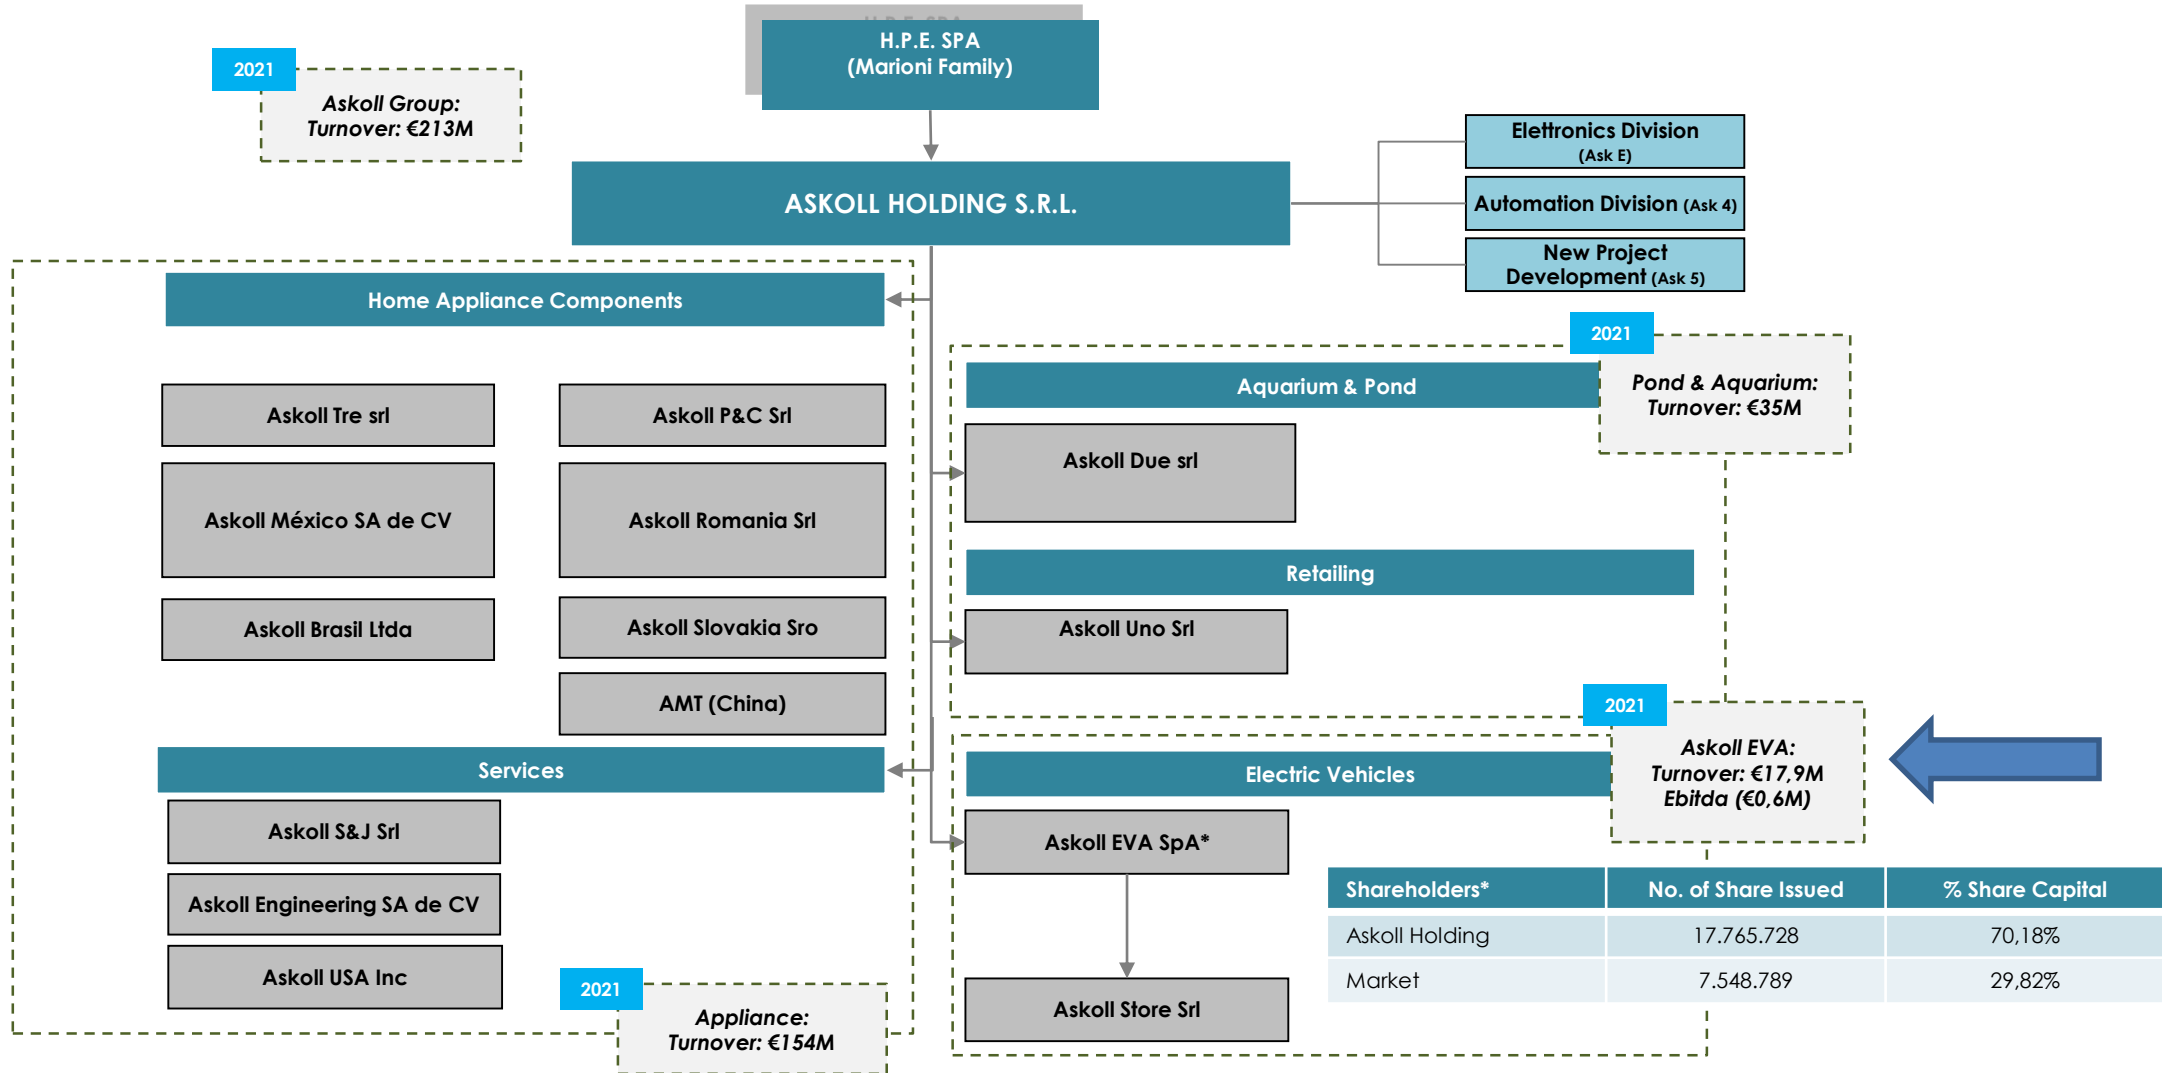 H.P.E. SPA
H.P.E. SPA
(Marioni Family)
2021
Askoll Group:
Turnover: €213M
ASKOLL HOLDING S.R.L.
Elettronics Division
(Ask E)
Automation Division (Ask 4)
New Project
Development (Ask 5)
Home Appliance Components
Askoll Tre srl
Askoll P&C Srl
Askoll México SA de CV
Askoll Romania Srl
Askoll Brasil Ltda
Askoll Slovakia Sro
AMT (China)
Services
Askoll S&J Srl
Askoll Engineering SA de CV
Askoll USA Inc
2021
Appliance:
Turnover: €154M
2021
Pond & Aquarium:
Turnover: €35M
Aquarium & Pond
Askoll Due srl
Retailing
Askoll Uno Srl
2021
Askoll EVA:
Turnover: €17,9M
Ebitda (€0,6M)
Electric Vehicles
Askoll EVA SpA*
Askoll Store Srl
Shareholders* No. of Share Issued % Share Capital
Askoll Holding 17.765.728 70,18%
Market 7.548.789 29,82%